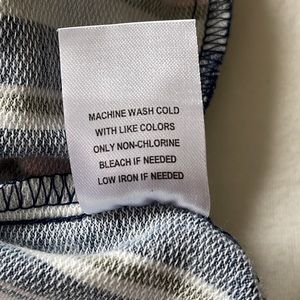 MACHINE WASH COLD
WITH LIKE COLORS
ONLY NON-CHLORINE
BLEACH IF NEEDED
LOW IRON IF NEEDED